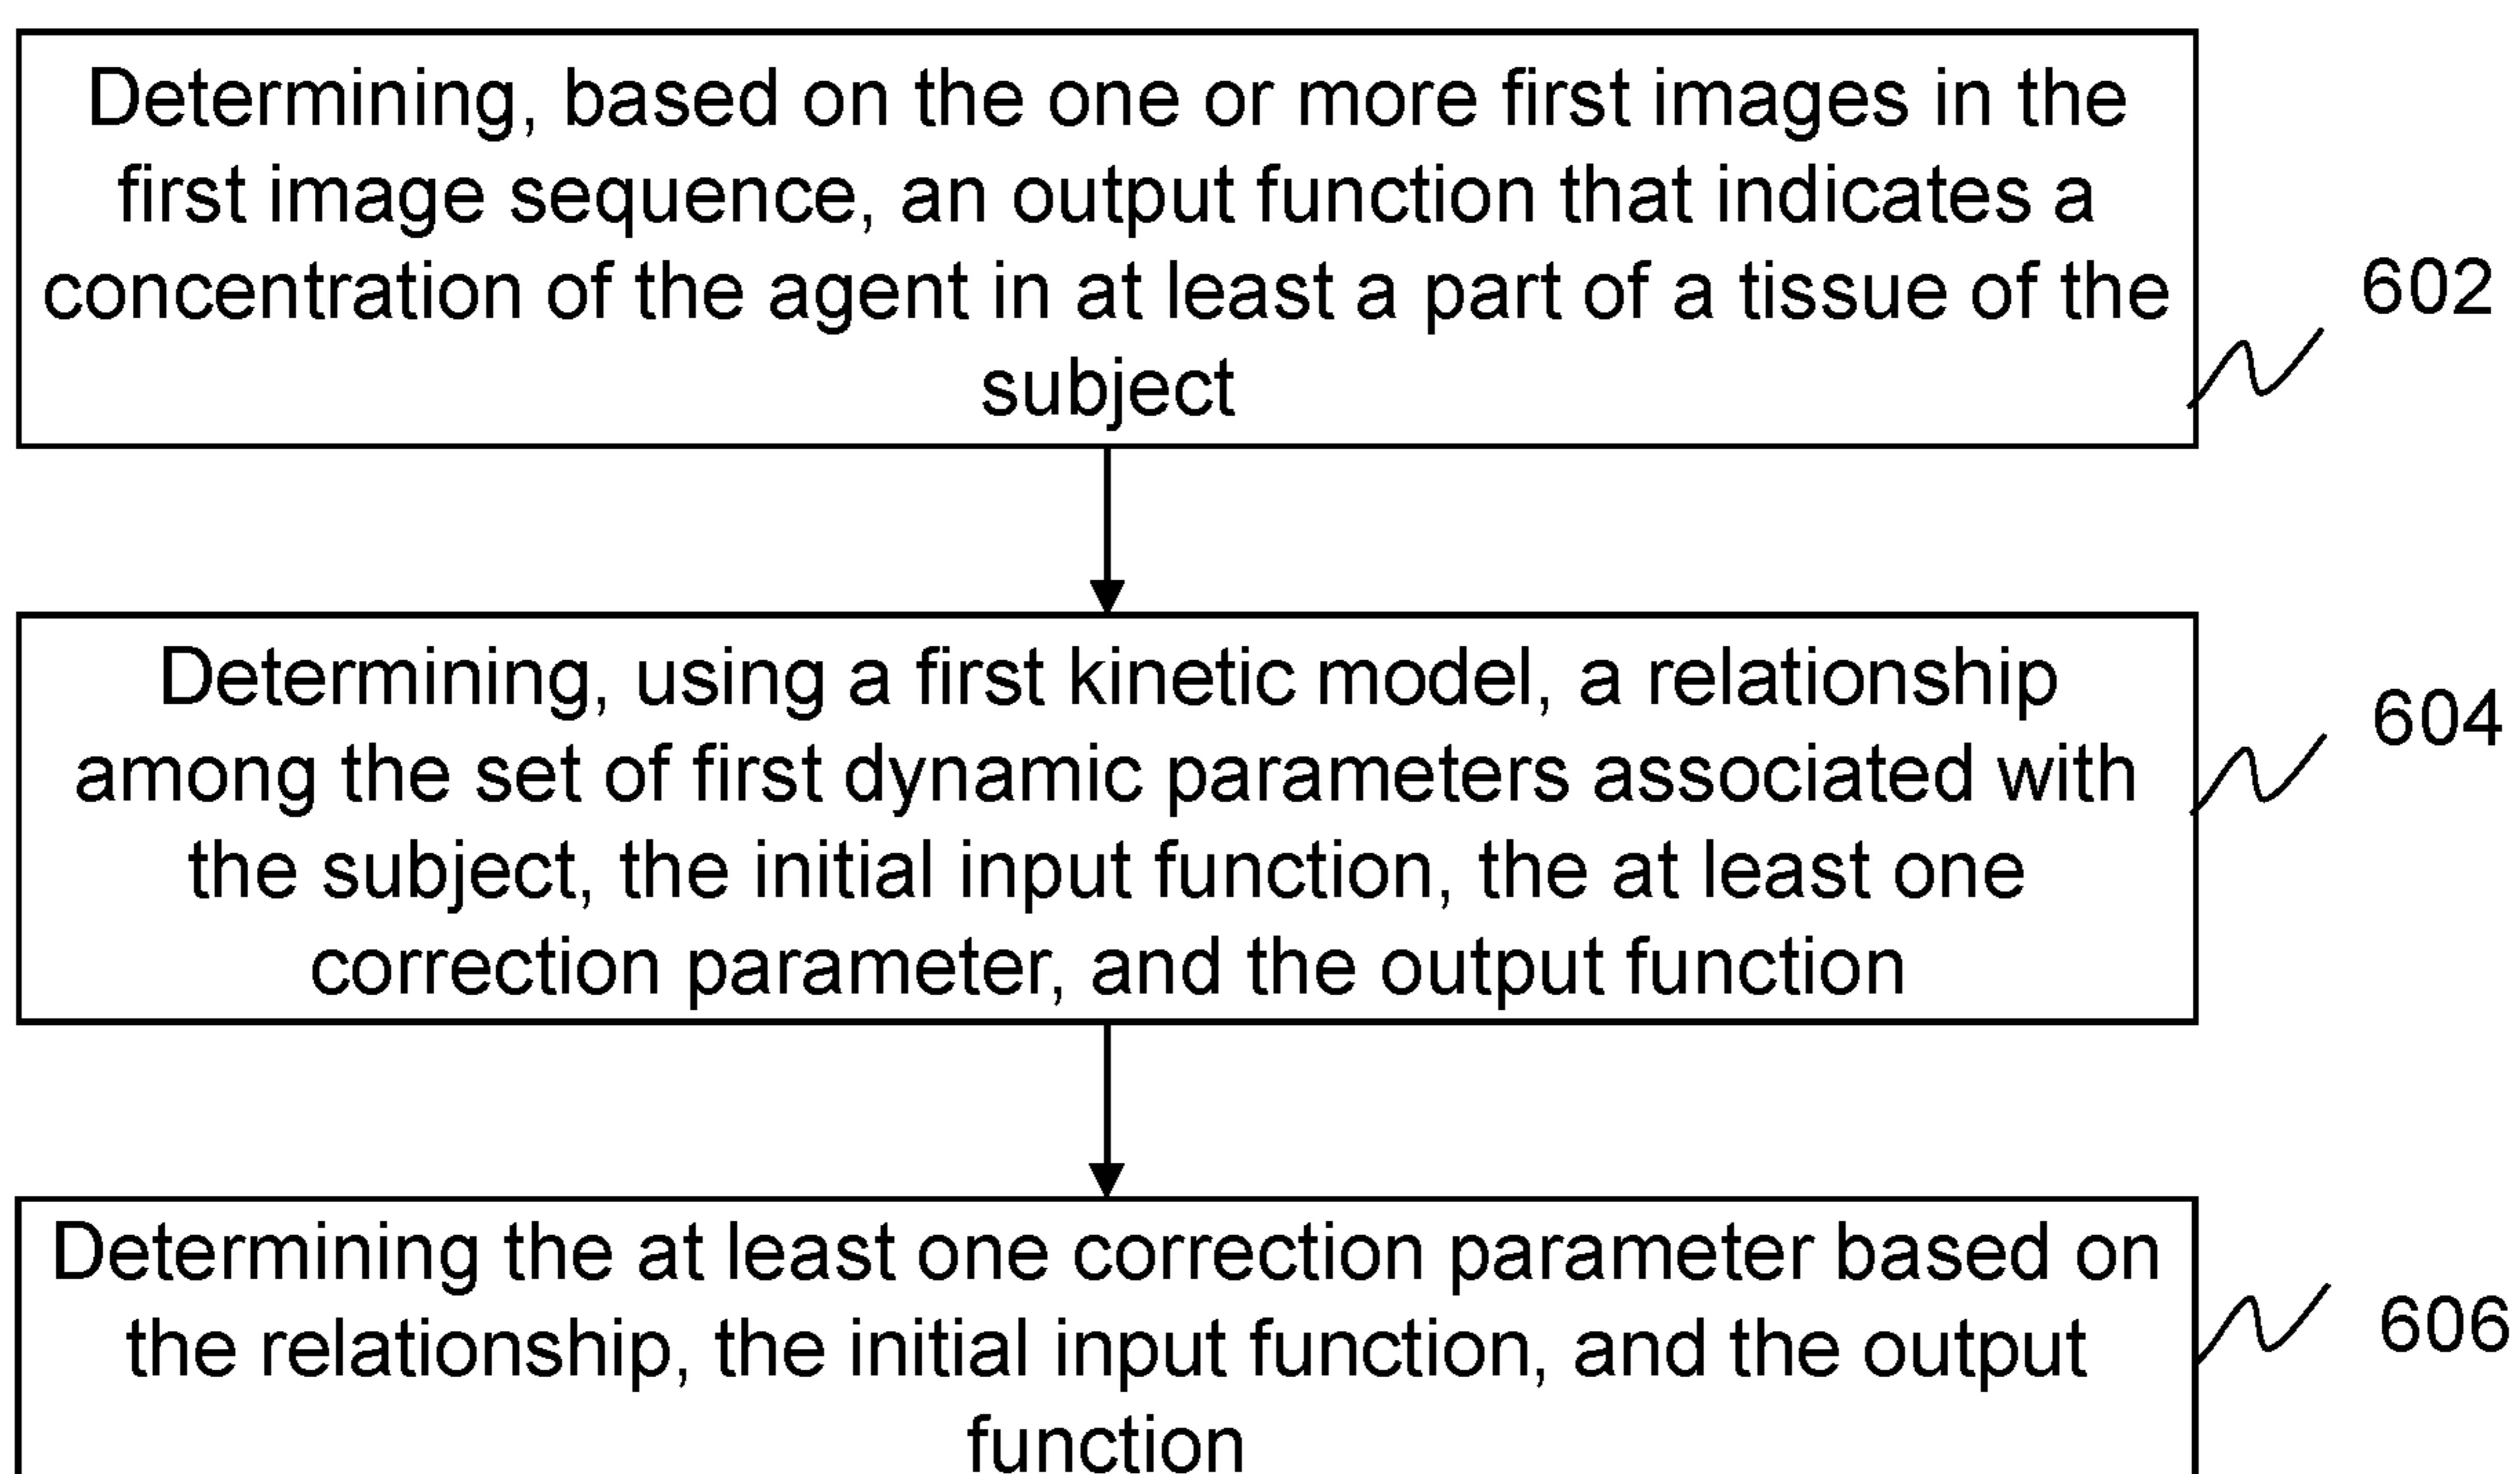 Determining, based on the one or more first images in the
first image sequence, an output function that indicates a
concentration of the agent in at least a part of a tissue of the
subject
602
Determining, using a first kinetic model, a relationship
among the set of first dynamic parameters associated with
the subject, the initial input function, the at least one
correction parameter, and the output function
604
Determining the at least one correction parameter based on
the relationship, the initial input function, and the output
function
606